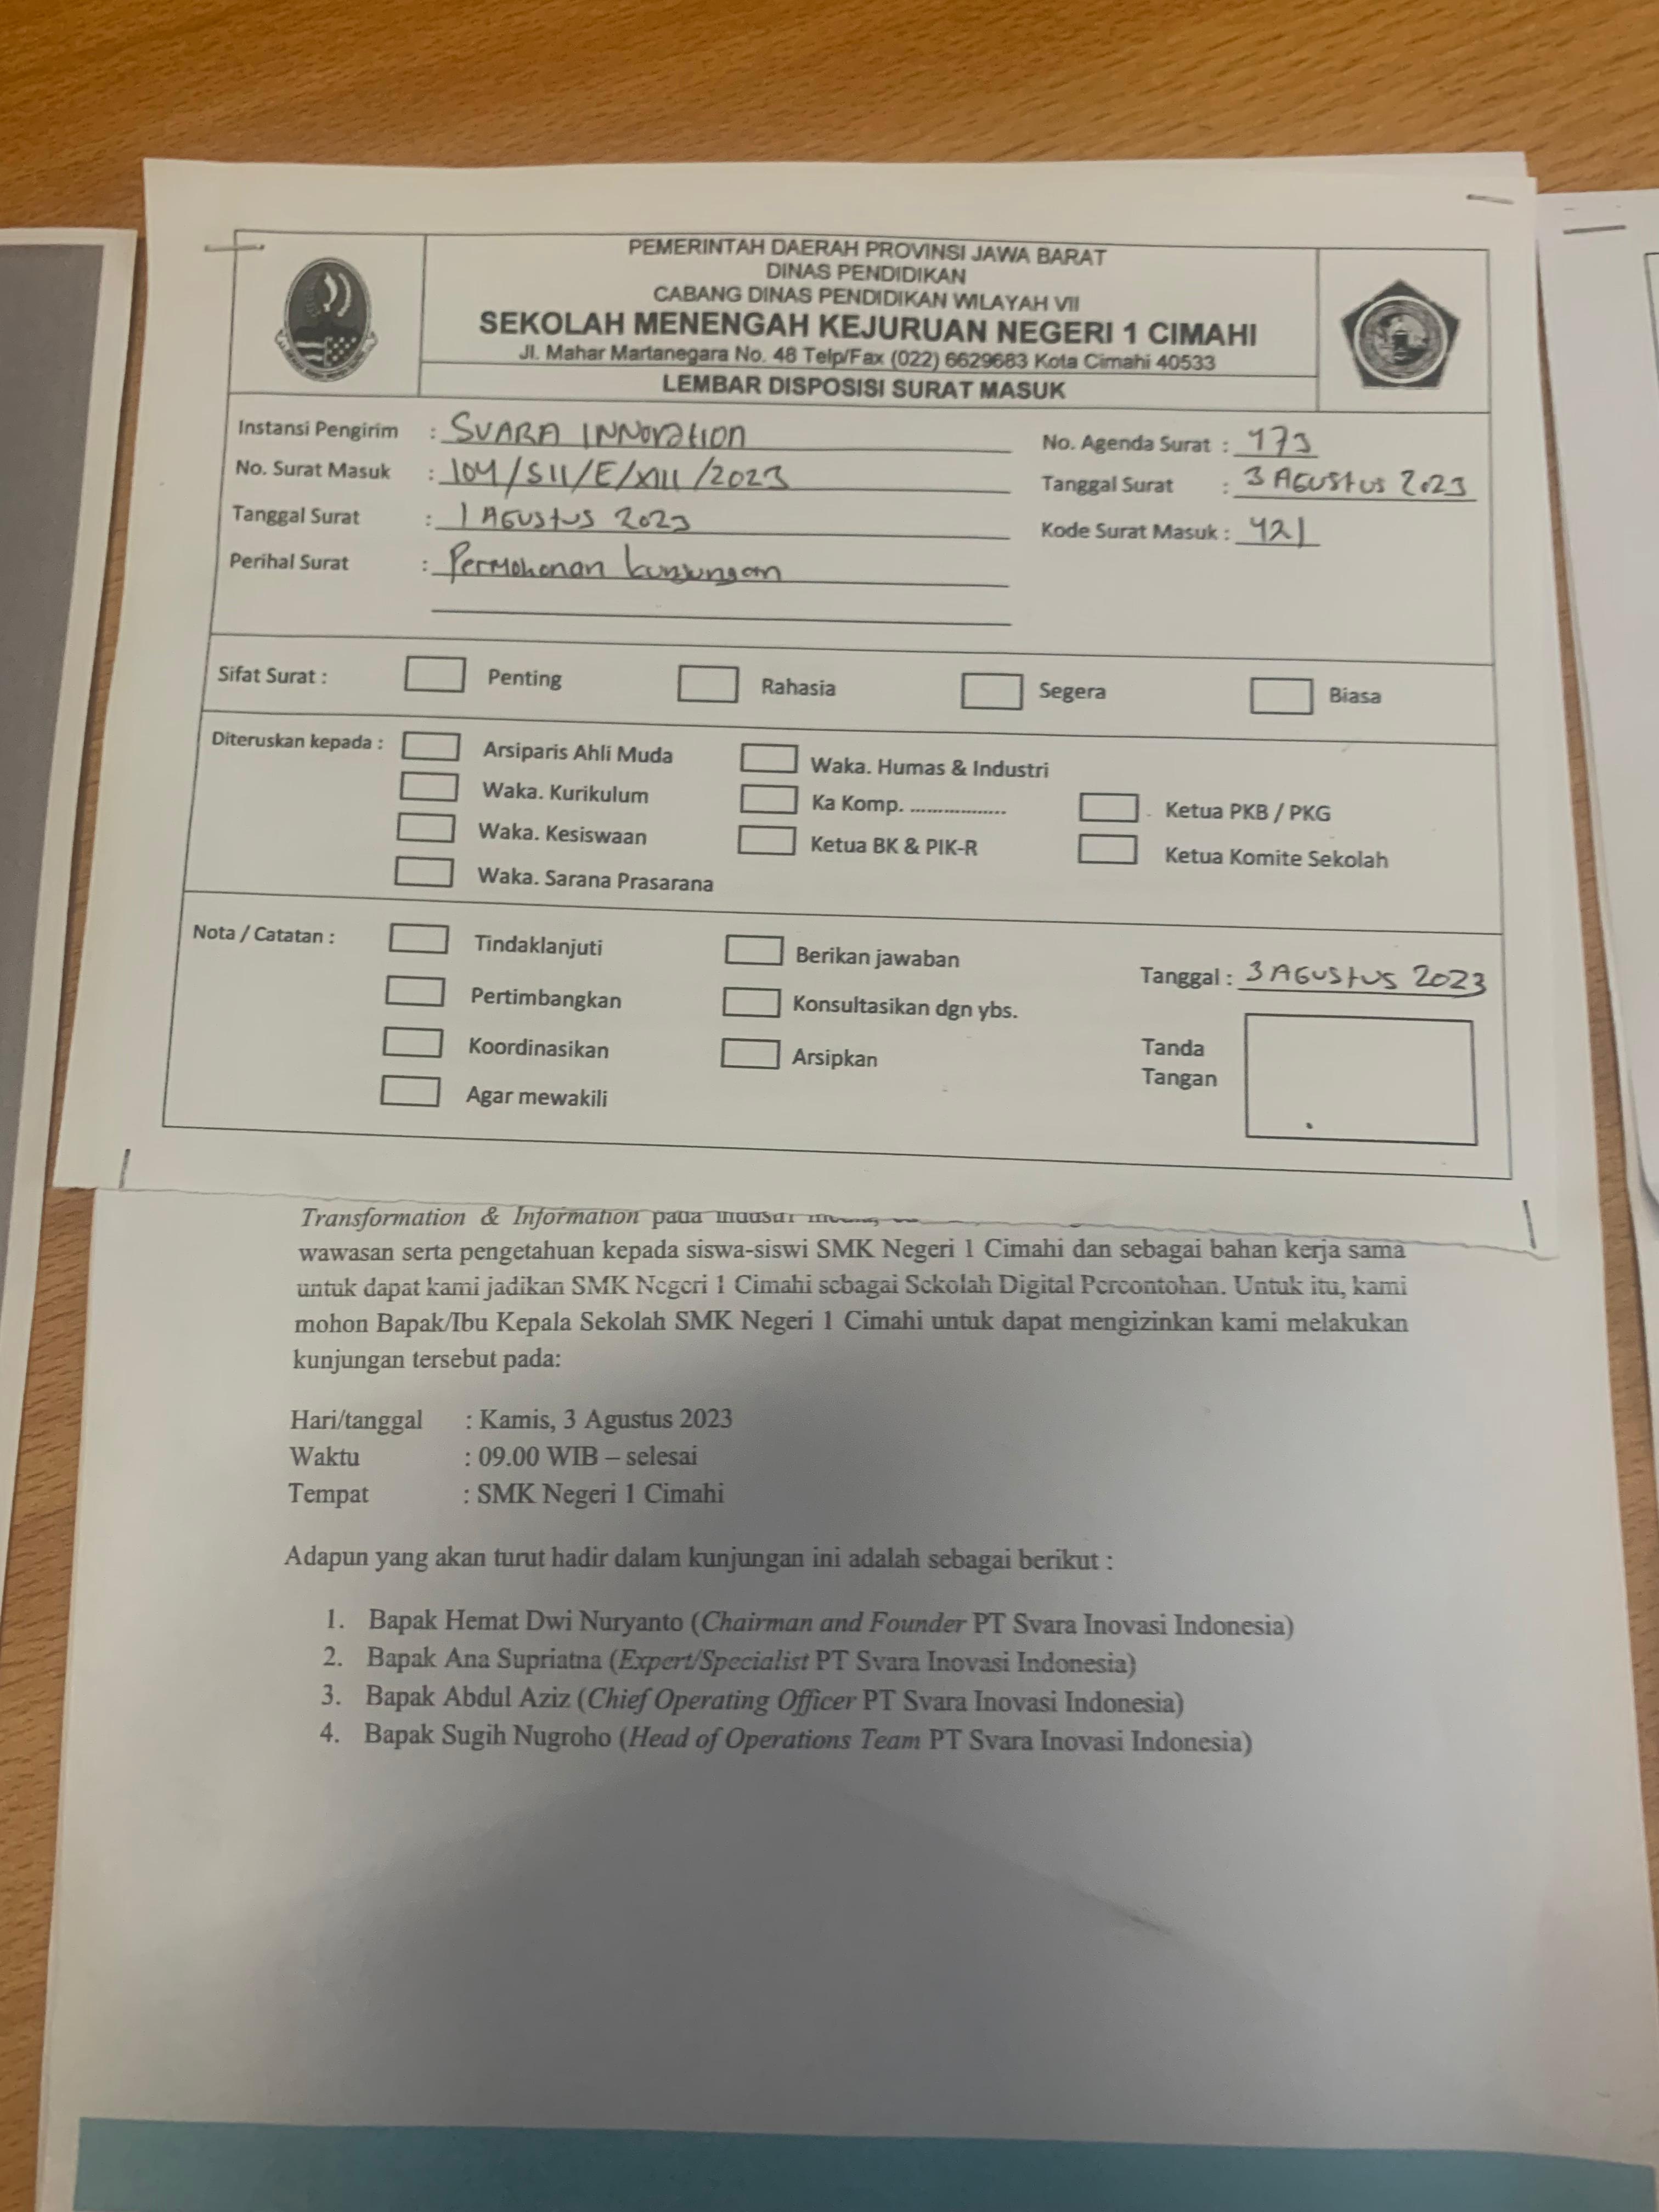 PEMERINTAH DAERAH PROVINSI JAWA BARAT
DINAS PENDIDIKAN
CABANG DINAS PENDIDIKAN WILAYAH VII
SEKOLAH MENENGAH KEJURUAN NEGERI 1 CIMAHI
Jl. Mahar Martanegara No. 48 Telp/Fax (022) 6629683 Kota Cimahi 40533
LEMBAR DISPOSISI SURAT MASUK
Instansi Pengirim : SVARA INNOVATION
No. Agenda Surat : 973
No. Surat Masuk : 104/SII/E/XIII/2023
Tanggal Surat : 3 AGUSTUS 2023
Tanggal Surat : 1 AGUSTUS 2023
Kode Surat Masuk : 421
Perihal Surat : Permohonan kunjungan
Sifat Surat : Penting Rahasia Segera Biasa
Diteruskan kepada : Arsiparis Ahli Muda Waka. Humas & Industri
Waka. Kurikulum Ka Komp. ................. Ketua PKB / PKG
Waka. Kesiswaan Ketua BK & PIK-R Ketua Komite Sekolah
Waka. Sarana Prasarana
Nota / Catatan : Tindaklanjuti Berikan jawaban Tanggal : 3 AGUSTUS 2023
Pertimbangkan Konsultasikan dgn ybs.
Koordinasikan Arsipkan Tanda
Tangan
Agar mewakili
Transformation & Information pada
wawasan serta pengetahuan kepada siswa-siswi SMK Negeri 1 Cimahi dan sebagai bahan kerja sama
untuk dapat kami jadikan SMK Negeri 1 Cimahi sebagai Sekolah Digital Percontohan. Untuk itu, kami
mohon Bapak/Ibu Kepala Sekolah SMK Negeri 1 Cimahi untuk dapat mengizinkan kami melakukan
kunjungan tersebut pada:
Hari/tanggal : Kamis, 3 Agustus 2023
Waktu : 09.00 WIB – selesai
Tempat : SMK Negeri 1 Cimahi
Adapun yang akan turut hadir dalam kunjungan ini adalah sebagai berikut :
1. Bapak Hemat Dwi Nuryanto (Chairman and Founder PT Svara Inovasi Indonesia)
2. Bapak Ana Supriatna (Expert/Specialist PT Svara Inovasi Indonesia)
3. Bapak Abdul Aziz (Chief Operating Officer PT Svara Inovasi Indonesia)
4. Bapak Sugih Nugroho (Head of Operations Team PT Svara Inovasi Indonesia)